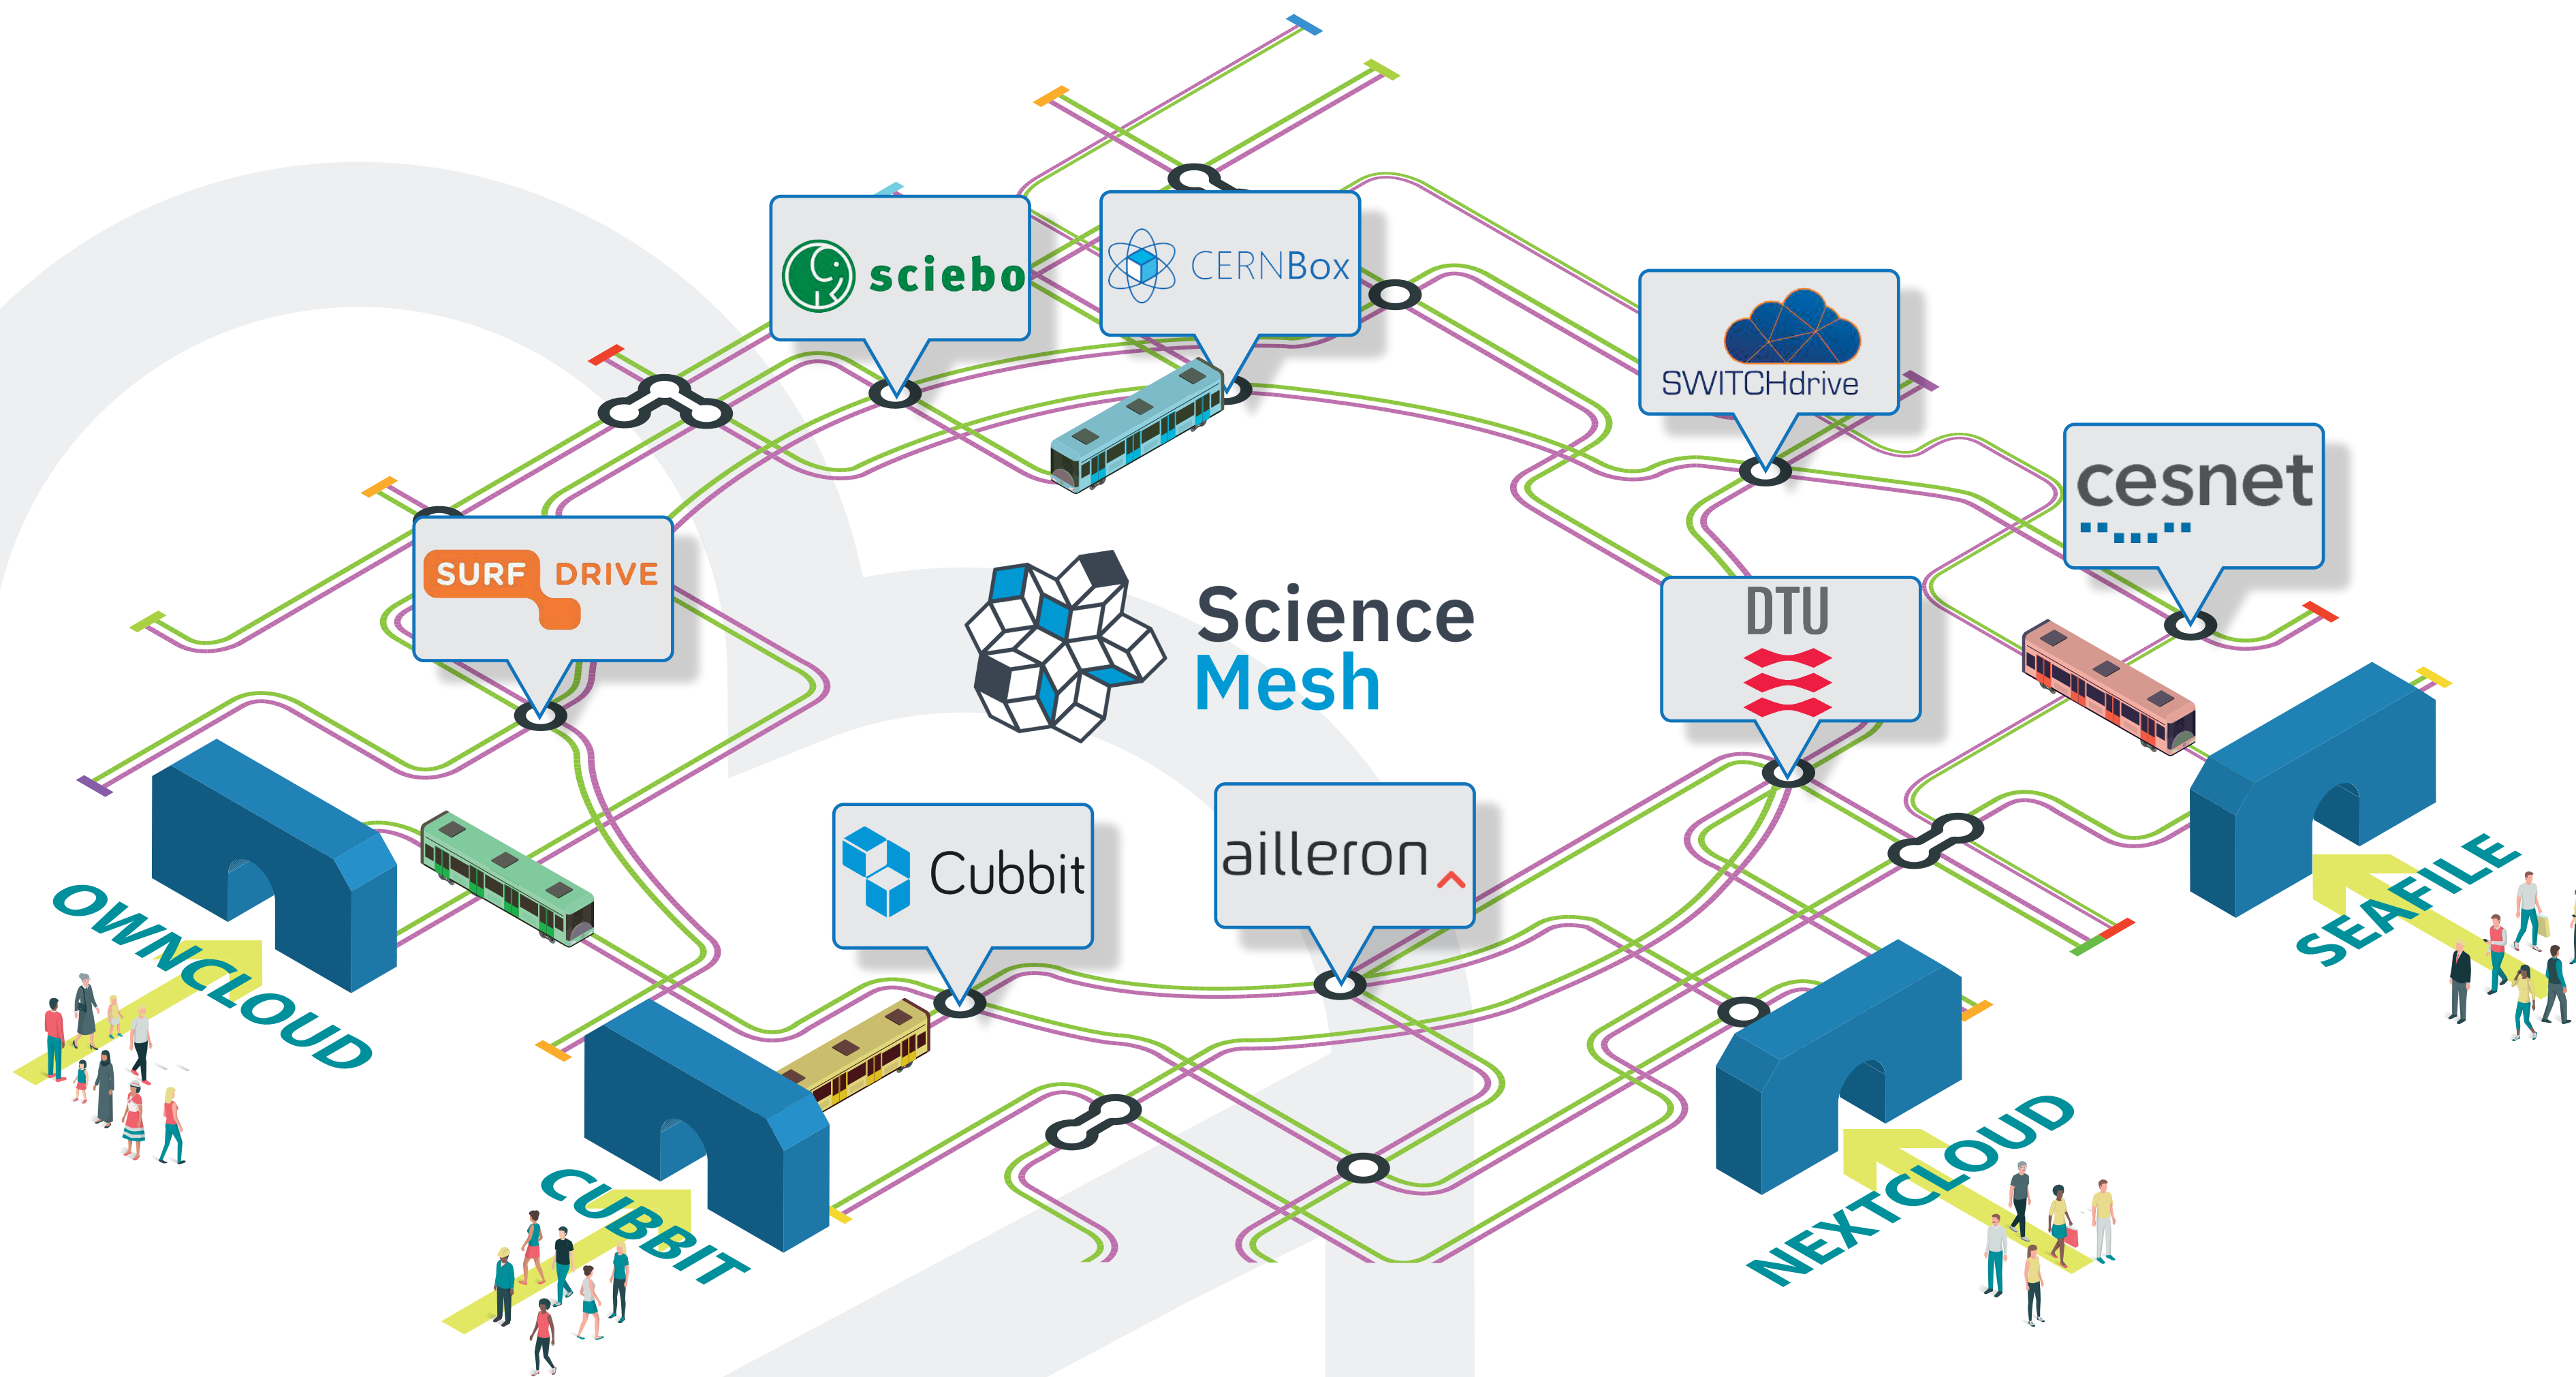 sciebo
CERNBox
SWITCHdrive
cesnet
SURF DRIVE
Science
Mesh
DTU
Cubbit
ailleron
OWNCLOUD
CUBBIT
NEXTCLOUD
SEAFILE